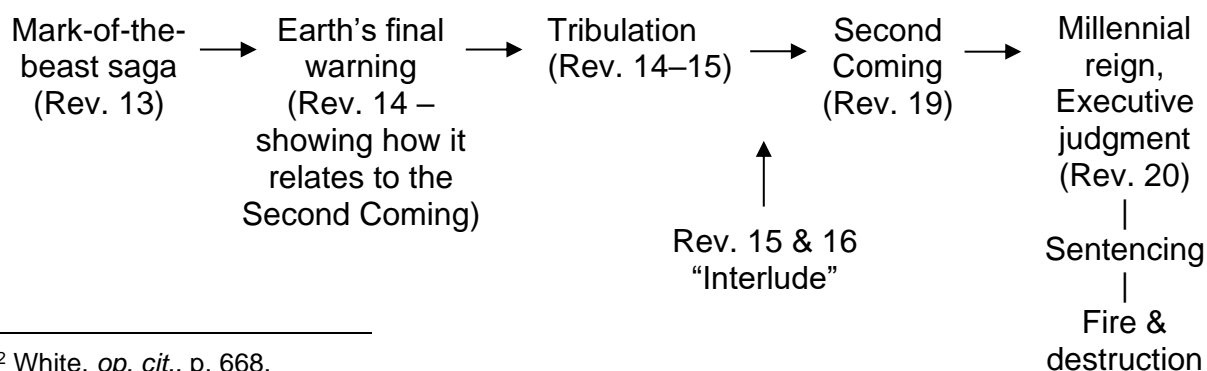 Mark-of-the-
beast saga
(Rev. 13)
Earth’s final
warning
(Rev. 14 –
showing how it
relates to the
Second Coming)
Tribulation
(Rev. 14–15)
Second
Coming
(Rev. 19)
Millennial
reign,
Executive
judgment
(Rev. 20)
|
Sentencing
|
Fire &
destruction
Rev. 15 & 16
“Interlude”
2 White, op. cit., p. 668.